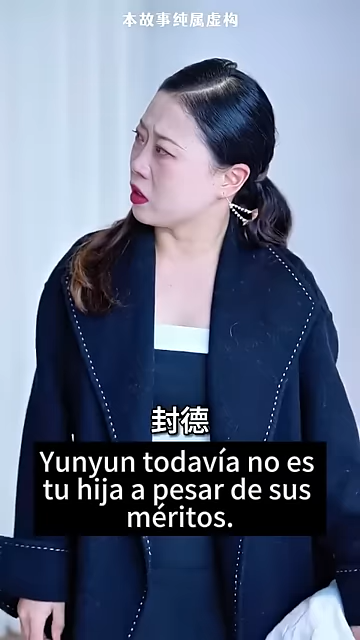 本故事纯属虚构
封德
Yunyun todavía no es
tu hija a pesar de sus
méritos.